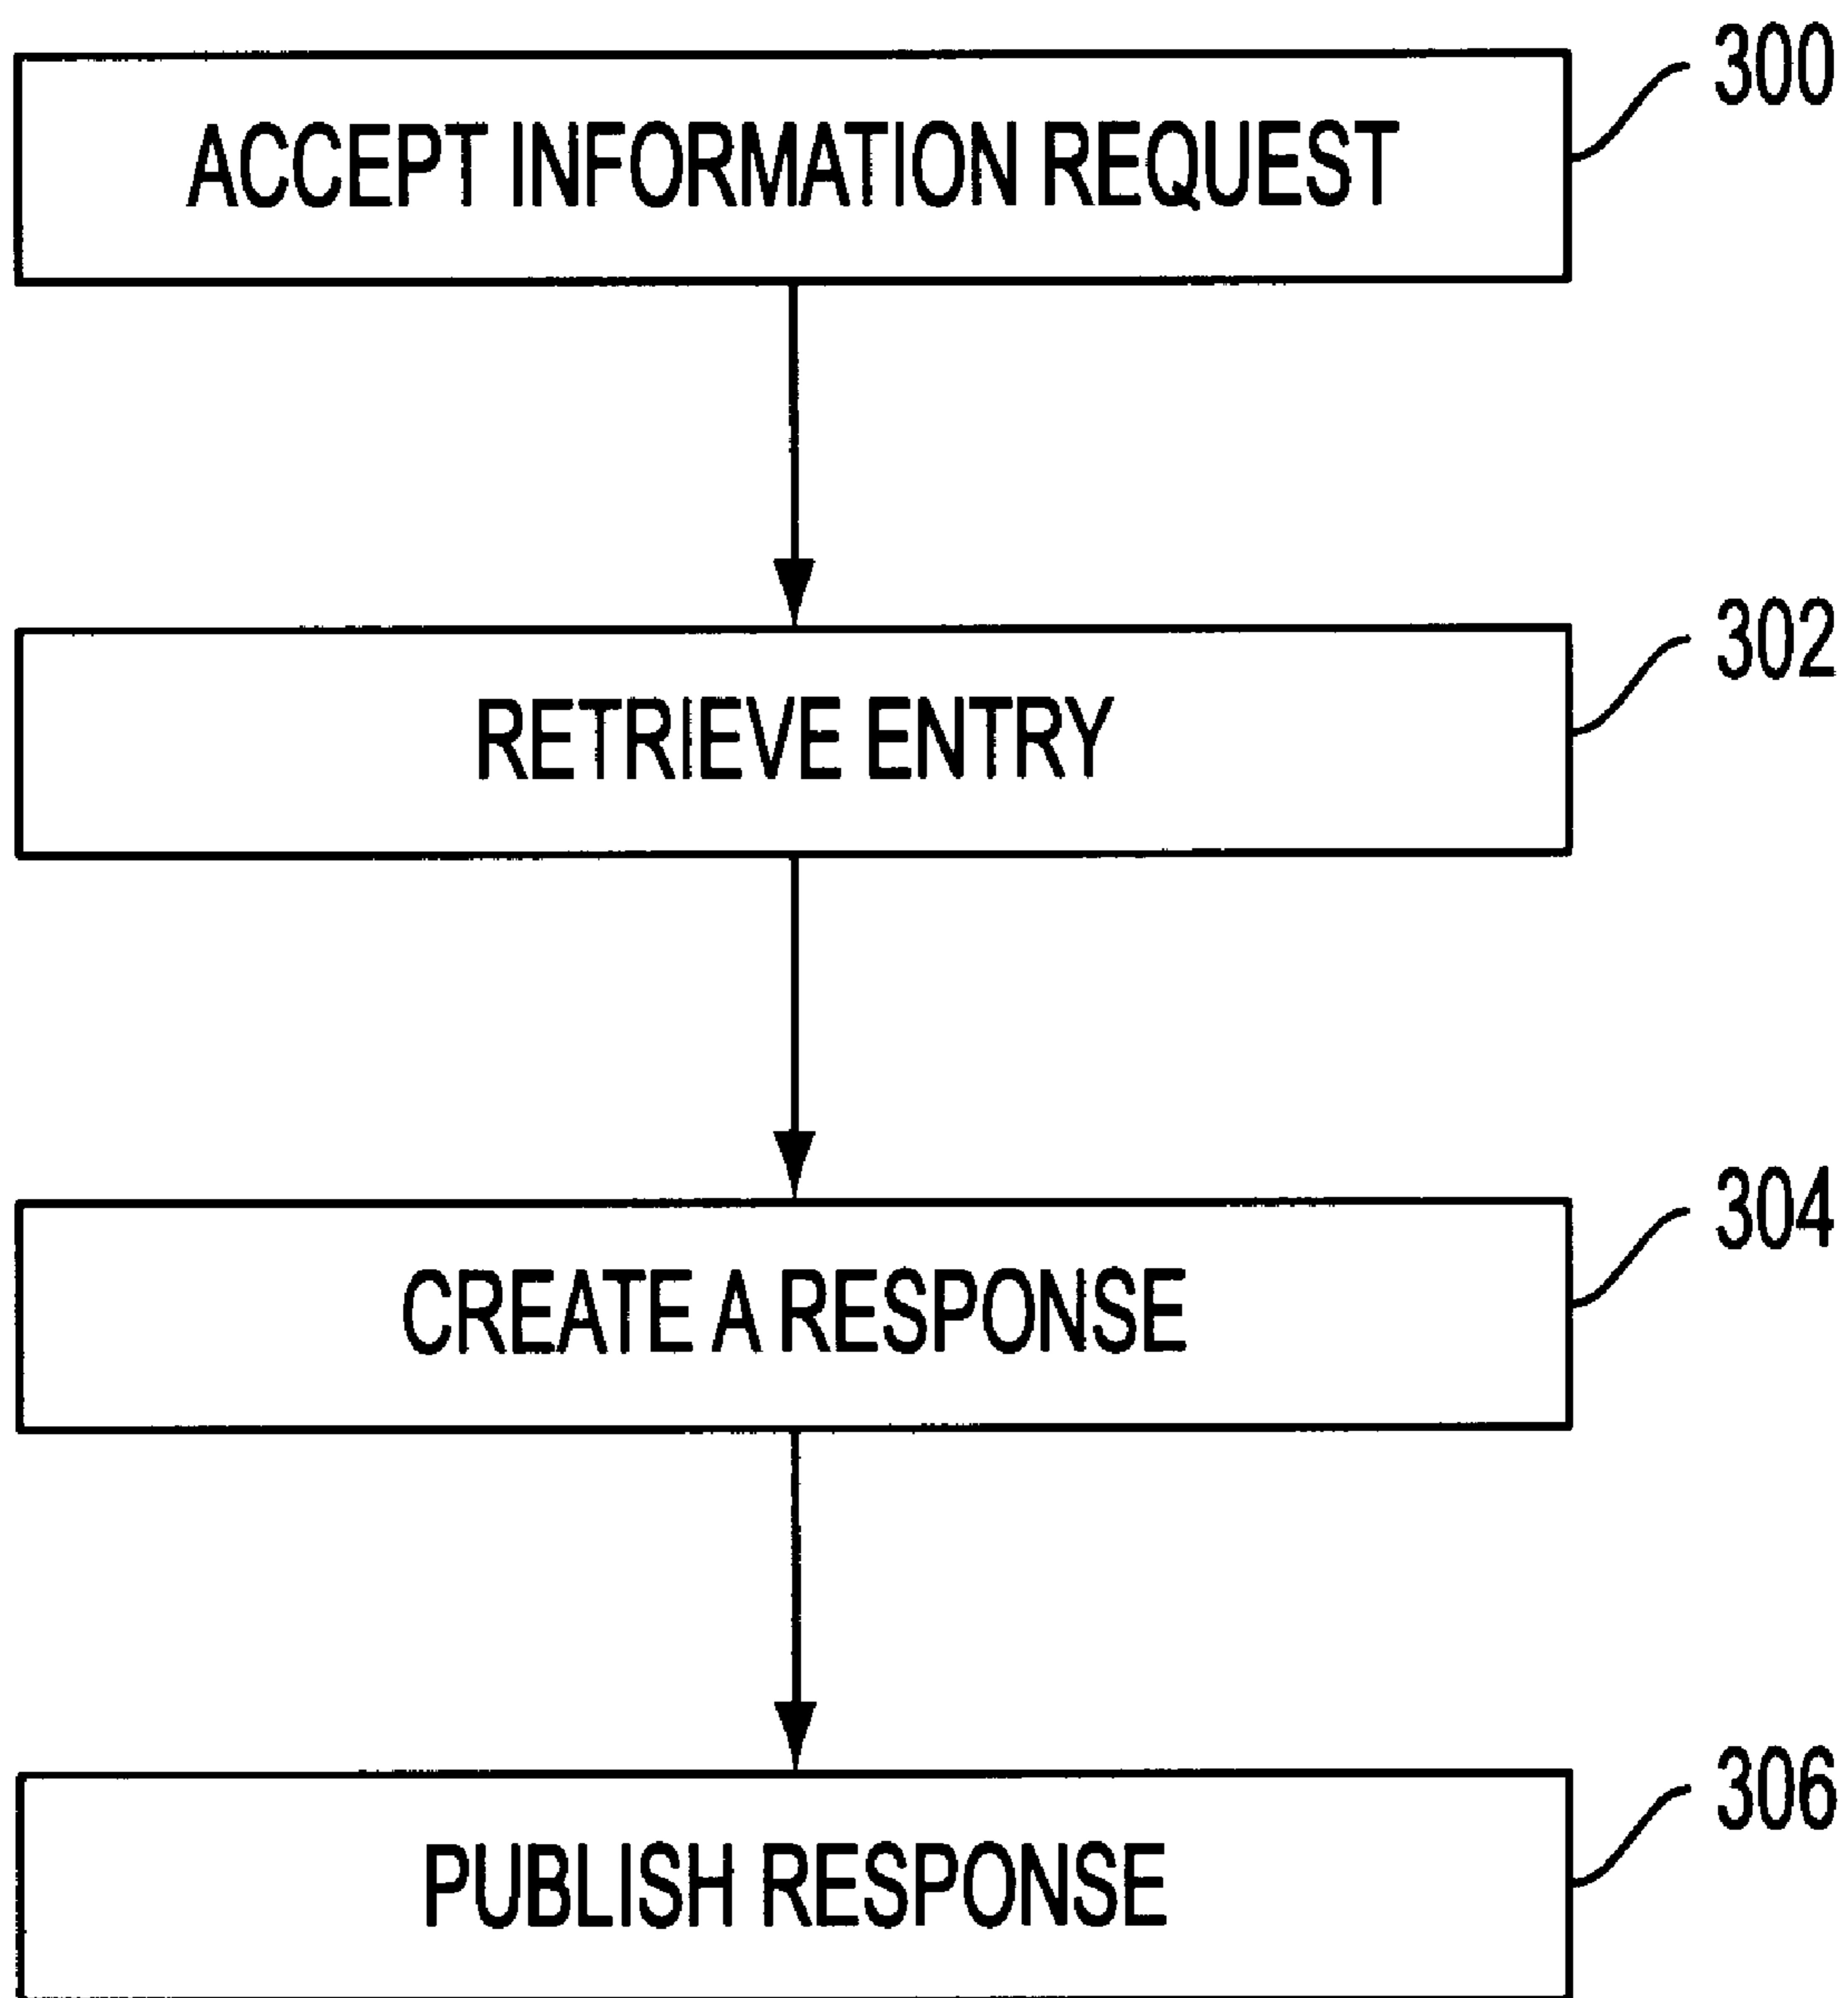 300
ACCEPT INFORMATION REQUEST
302
RETRIEVE ENTRY
304
CREATE A RESPONSE
306
PUBLISH RESPONSE